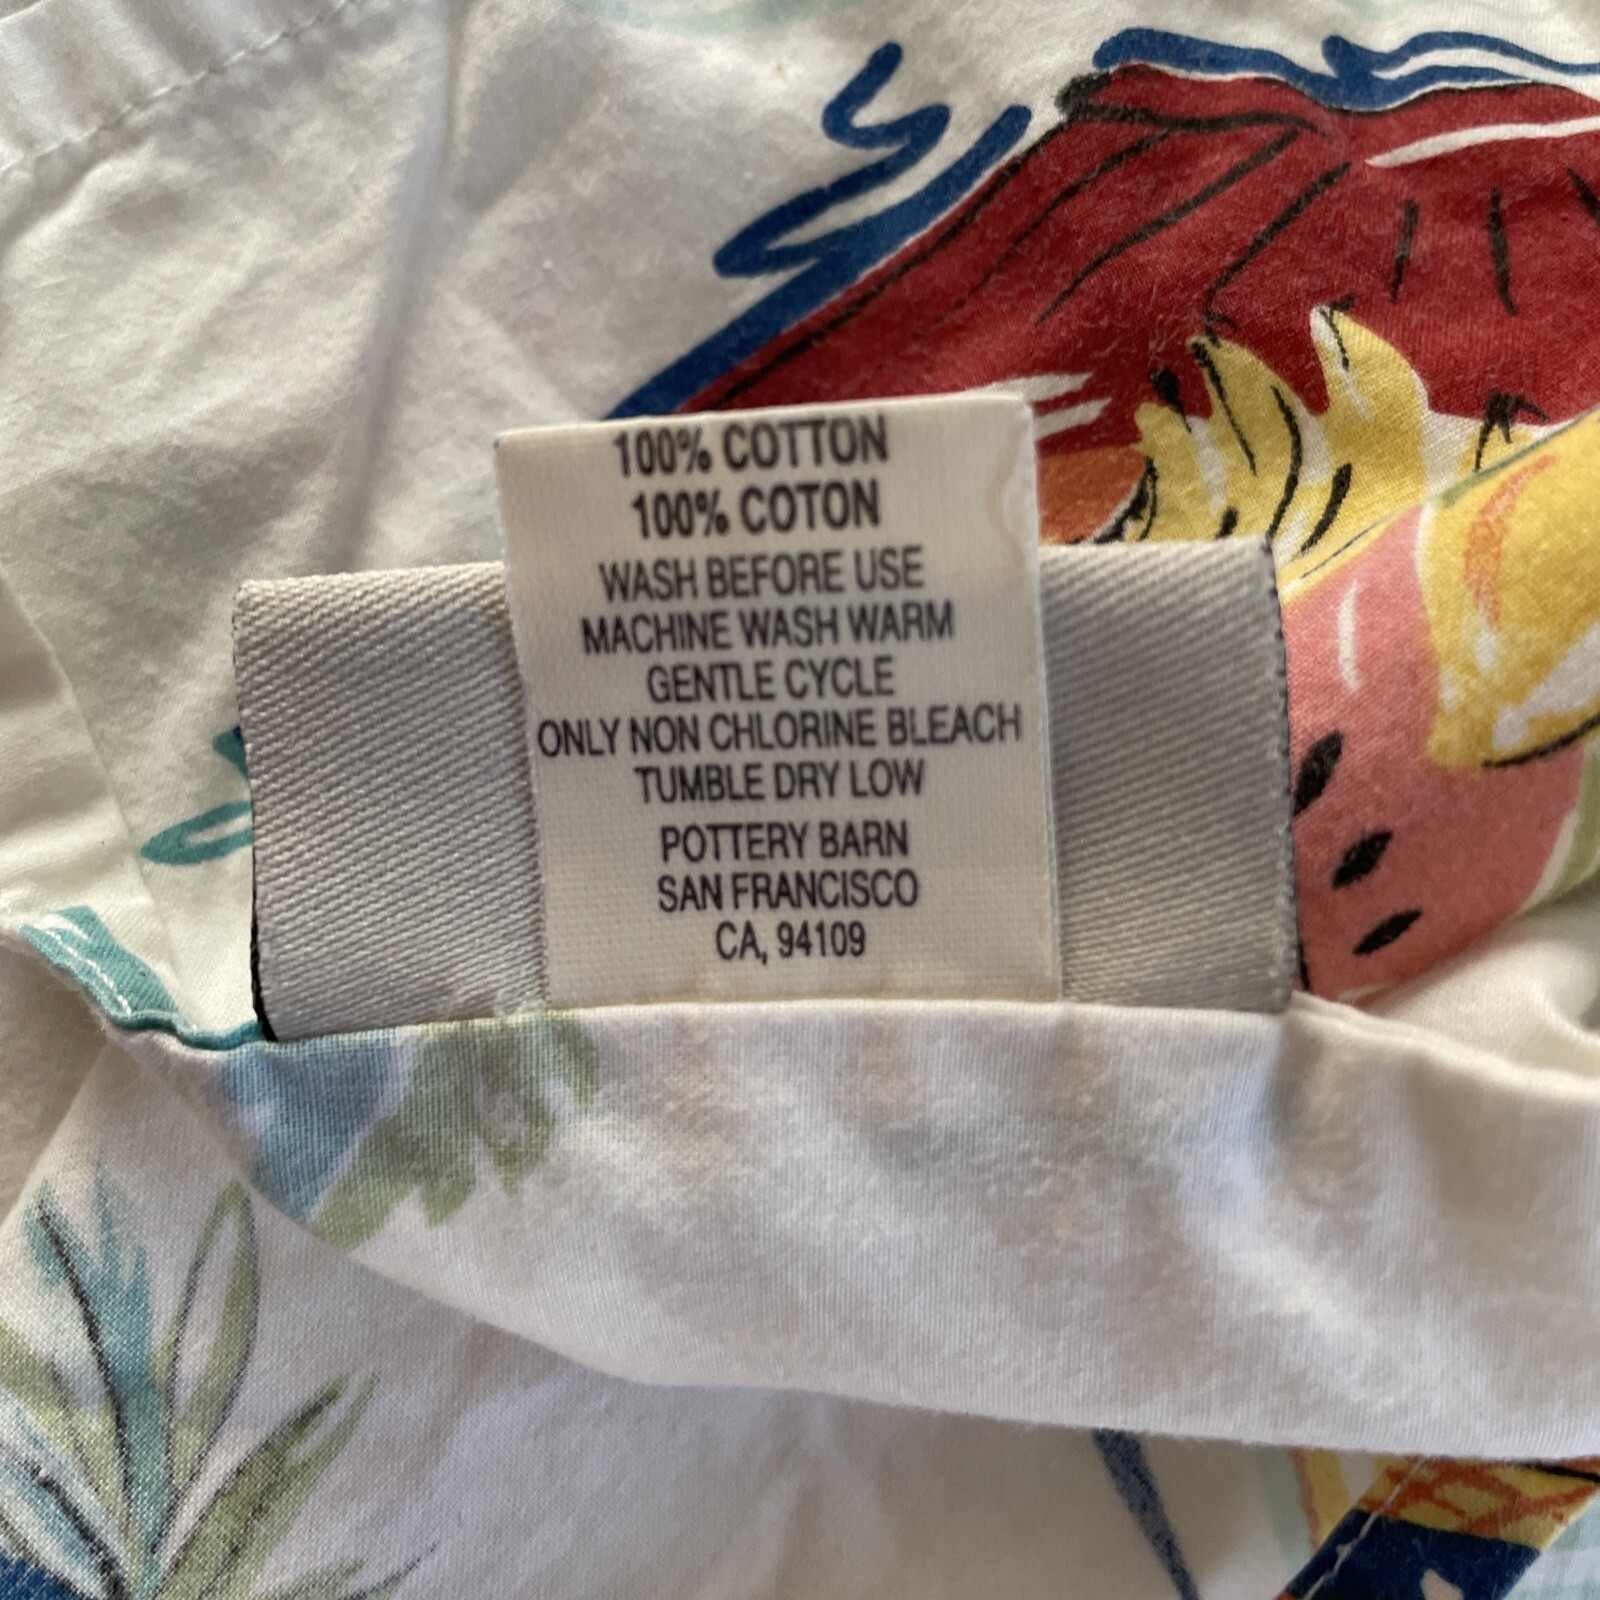 100% COTTON
100% COTON
WASH BEFORE USE
MACHINE WASH WARM
GENTLE CYCLE
ONLY NON CHLORINE BLEACH
TUMBLE DRY LOW
POTTERY BARN
SAN FRANCISCO
CA, 94109